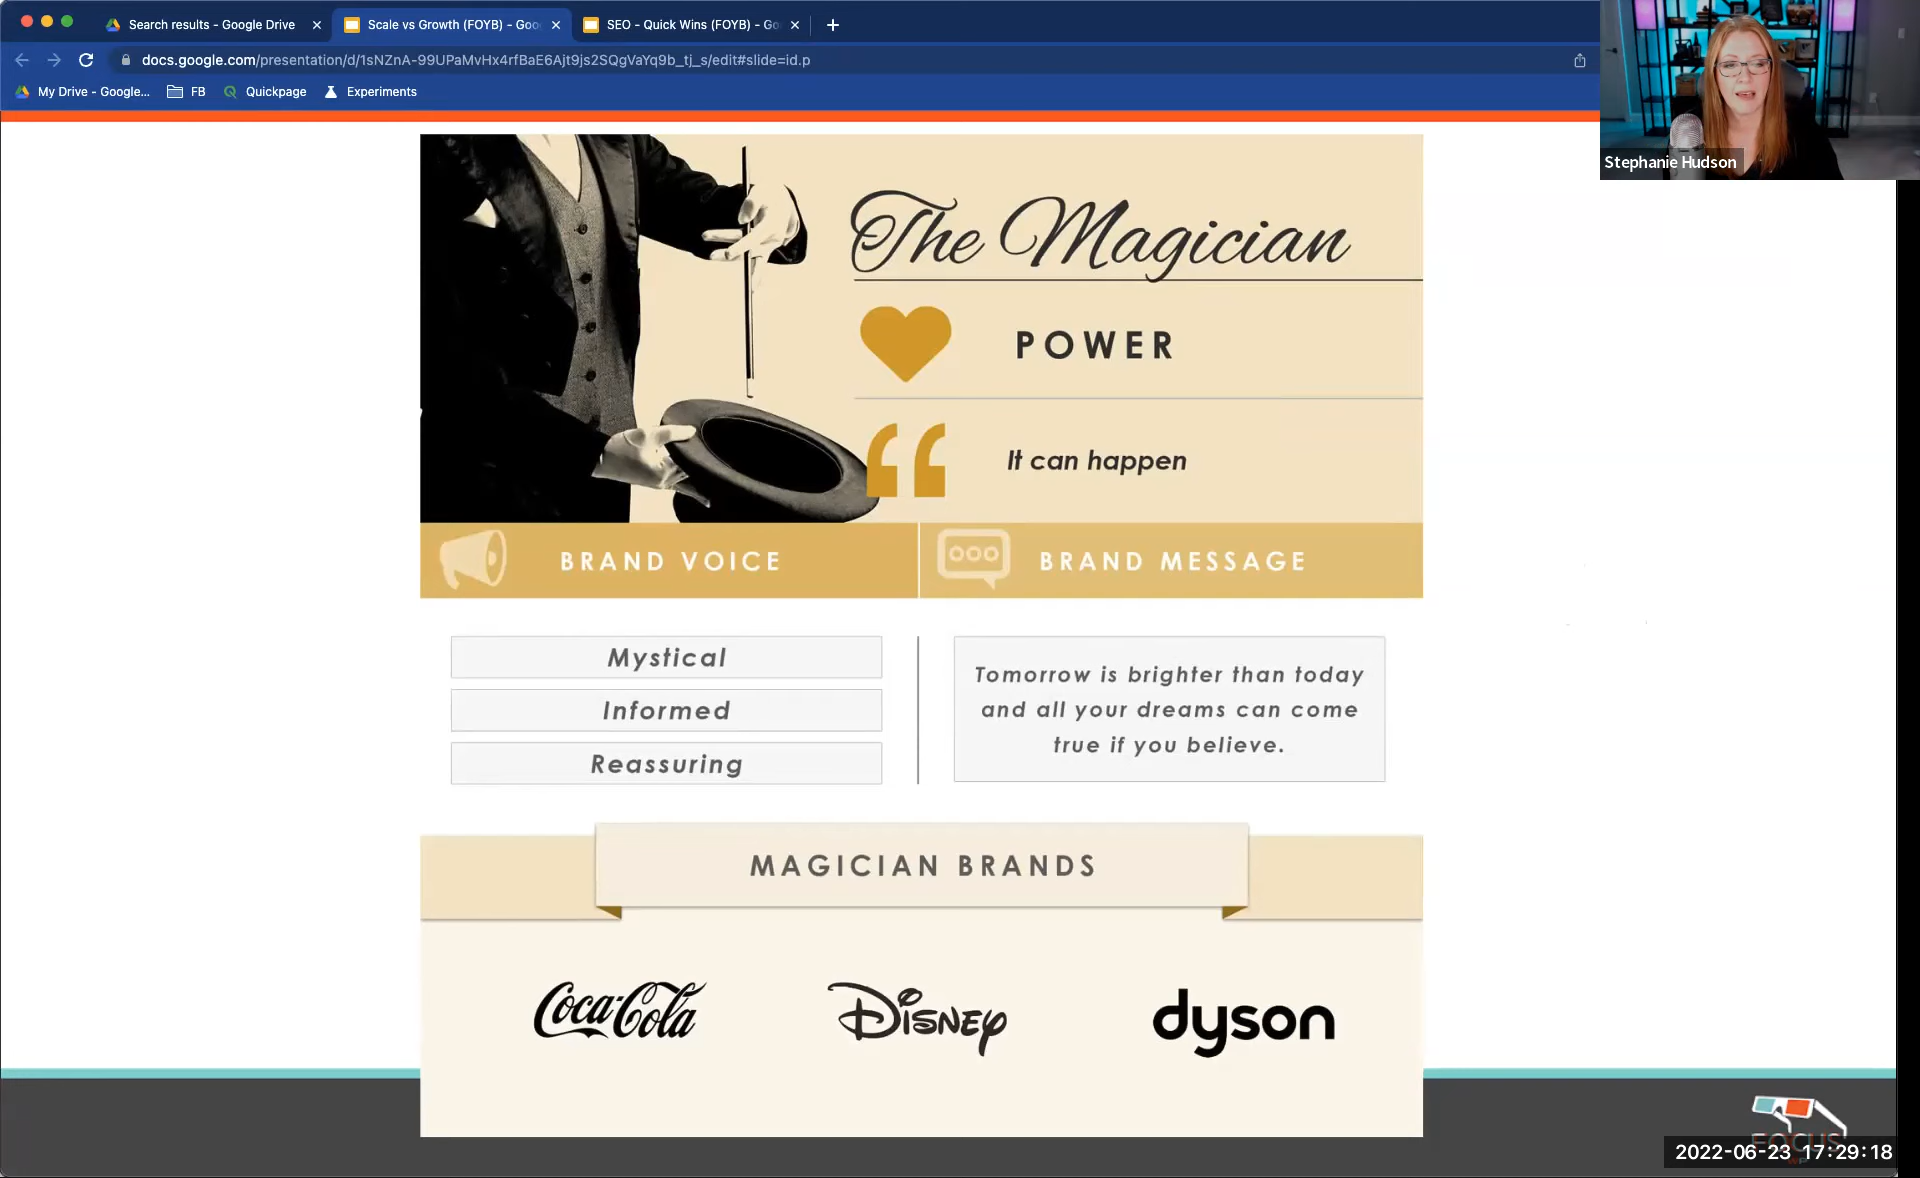 Search results - Google Drive
Scale vs Growth (FOYB) - Goo
SEO - Quick Wins (FOYB) - Go
docs.google.com/presentation/d/1sNZnA-99UPaMvHx4rfBaE6Ajt9js2SQgVaYq9b_tj_s/edit#slide=id.p
My Drive - Google...
FB
Quickpage
Experiments
Stephanie Hudson
The Magician
POWER
It can happen
BRAND VOICE
BRAND MESSAGE
Mystical
Informed
Reassuring
Tomorrow is brighter than today
and all your dreams can come
true if you believe.
MAGICIAN BRANDS
Coca-Cola
Disney
dyson
FOCUS
2022-06-23 17:29:18